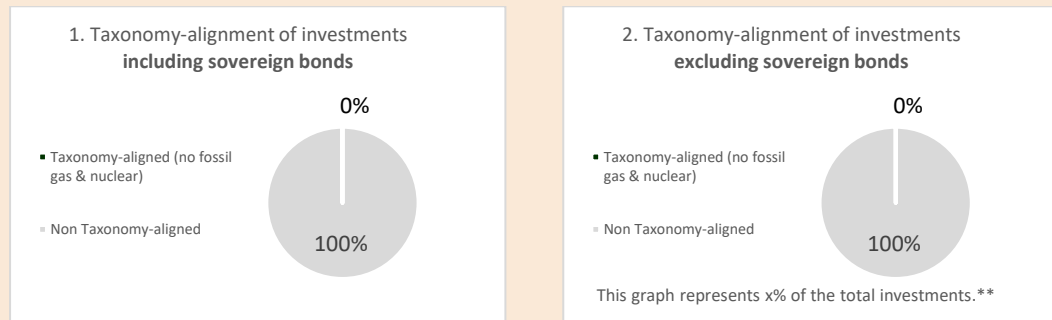 1. Taxonomy-alignment of investments
including sovereign bonds
0%
Taxonomy-aligned (no fossil
gas & nuclear)
Non Taxonomy-aligned
100%
2. Taxonomy-alignment of investments
excluding sovereign bonds
0%
Taxonomy-aligned (no fossil
gas & nuclear)
Non Taxonomy-aligned
100%
This graph represents x% of the total investments.**